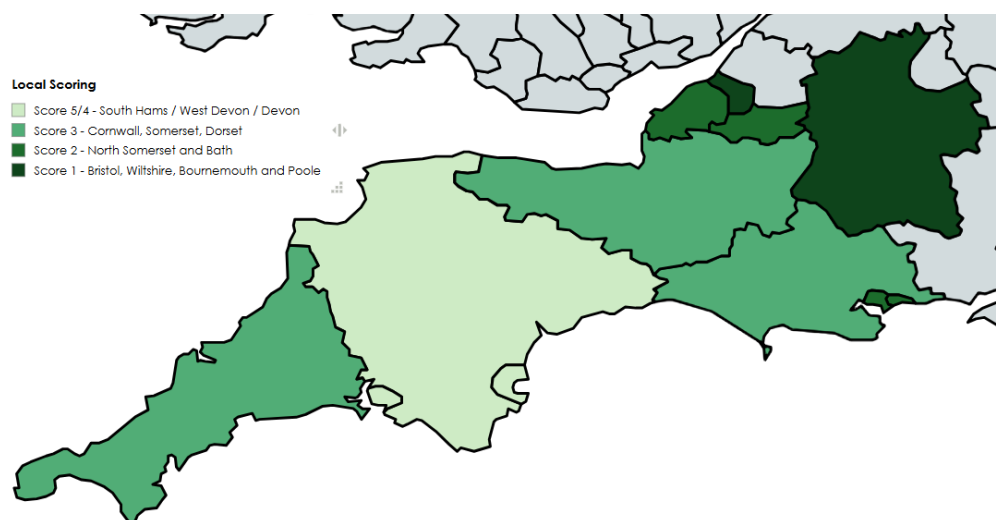 Local Scoring
Score 5/4 - South Hams / West Devon / Devon
Score 3 - Cornwall, Somerset, Dorset
Score 2 - North Somerset and Bath
Score 1 - Bristol, Wiltshire, Bournemouth and Poole